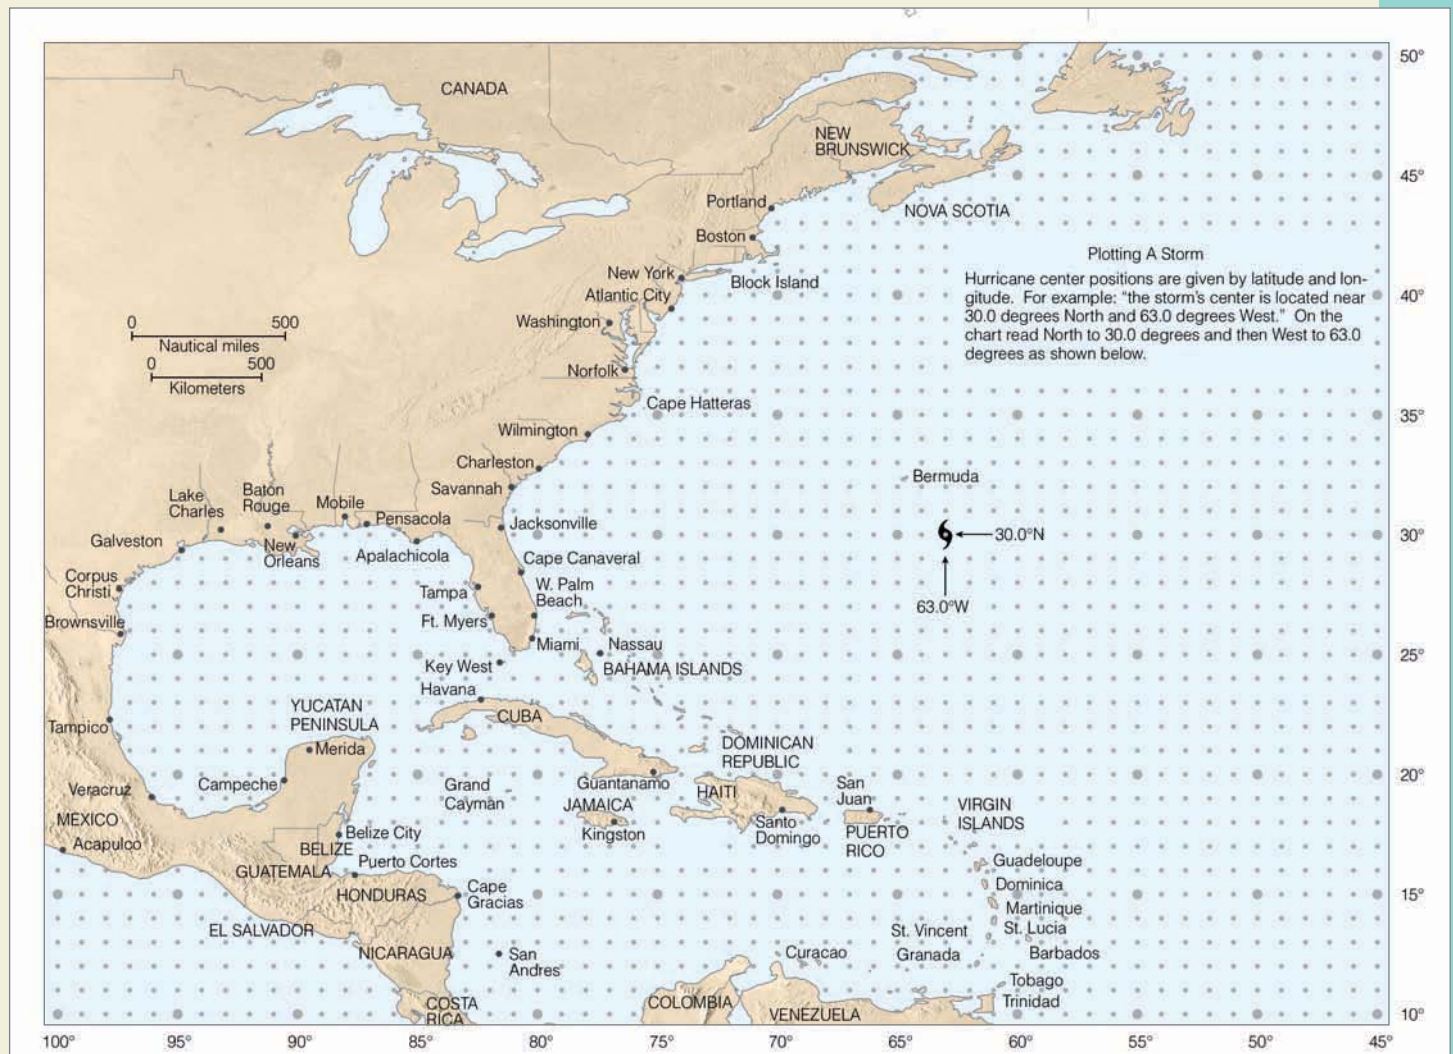 50°
CANADA
NEW
BRUNSWICK
45°
Portland
NOVA SCOTIA
Boston
Plotting A Storm
New York
Block Island
Hurricane center positions are given by latitude and lon-
gitude. For example: “the storm’s center is located near
30.0 degrees North and 63.0 degrees West.” On the
chart read North to 30.0 degrees and then West to 63.0
degrees as shown below.
Atlantic City
40°
0 500
Nautical miles
Washington
0 500
Kilometers
Norfolk
Cape Hatteras
35°
Wilmington
Charleston
Bermuda
Savannah
Lake
Charles
Baton
Rouge
Mobile
Pensacola
Jacksonville
Galveston
New
Orleans
Apalachicola
30.0°N
30°
Cape Canaveral
Corpus
Christi
Tampa
W. Palm
Beach
63.0°W
Brownsville
Ft. Myers
Miami
Nassau
25°
Key West
BAHAMA ISLANDS
Havana
YUCATAN
PENINSULA
CUBA
Tampico
Merida
DOMINICAN
REPUBLIC
20°
Campeche
Grand
Cayman
Guantanamo
HAITI
San
Juan
Veracruz
JAMAICA
VIRGIN
ISLANDS
MEXICO
Belize City
Kingston
Santo
Domingo
PUERTO
RICO
Acapulco
BELIZE
Puerto Cortes
Guadeloupe
GUATEMALA
HONDURAS
Cape
Gracias
Dominica
15°
Martinique
EL SALVADOR
St. Vincent
St. Lucia
NICARAGUA
San
Andres
Curacao
Granada
Barbados
Tobago
COSTA
RICA
COLOMBIA
VENEZUELA
Trinidad
10°
100° 95° 90° 85° 80° 75° 70° 65° 60° 55° 50° 45°